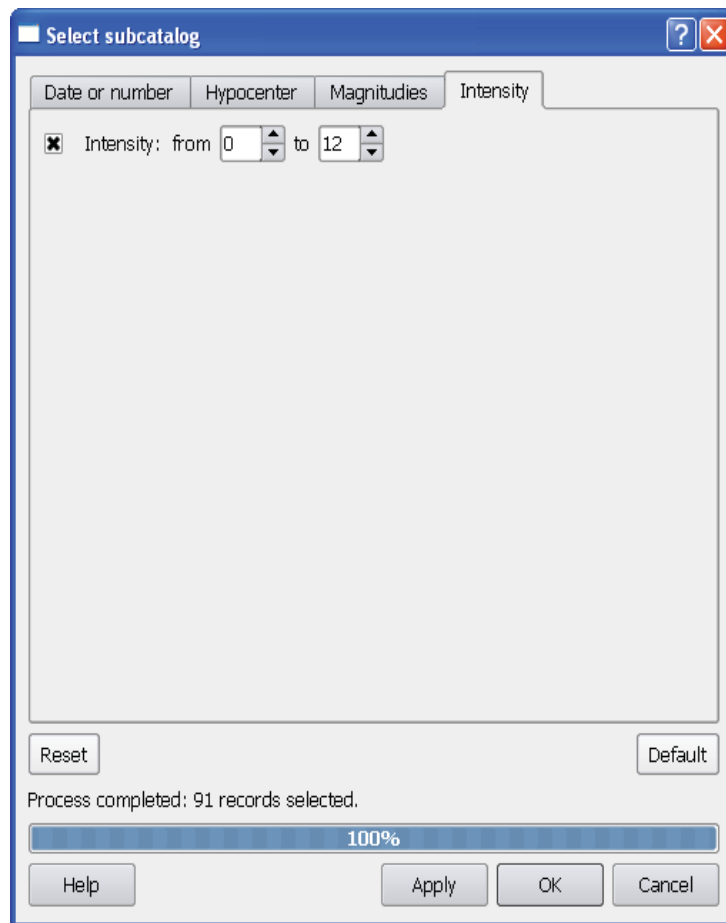 Select subcatalog ?
Date or number Hypocenter Magnitudies Intensity
Intensity: from 0 to 12
Reset Default
Process completed: 91 records selected.
100%
Help Apply OK Cancel